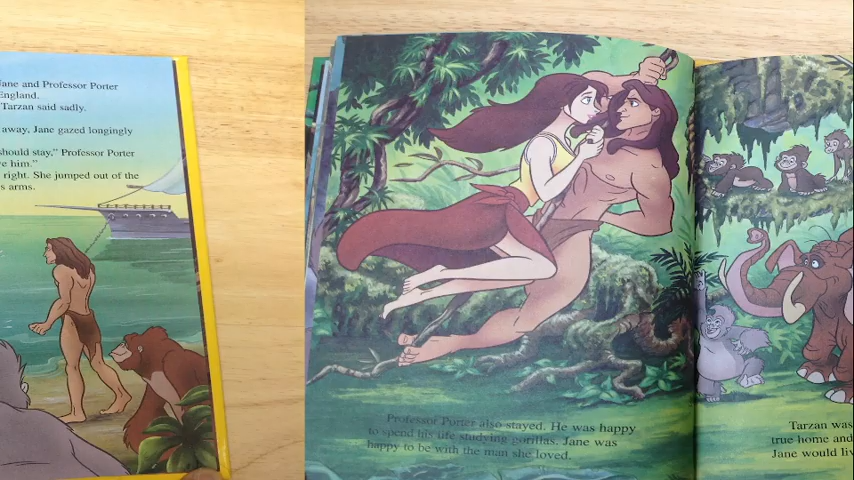 Jane and Professor Porter
England.
Tarzan said sadly.
away, Jane gazed longingly
should stay," Professor Porter
ve him."
right. She jumped out of the
s arms.
Professor Porter also stayed. He was happy
to spend his life studying gorillas. Jane was
happy to be with the man she loved.
Tarzan was
true home and
Jane would liv